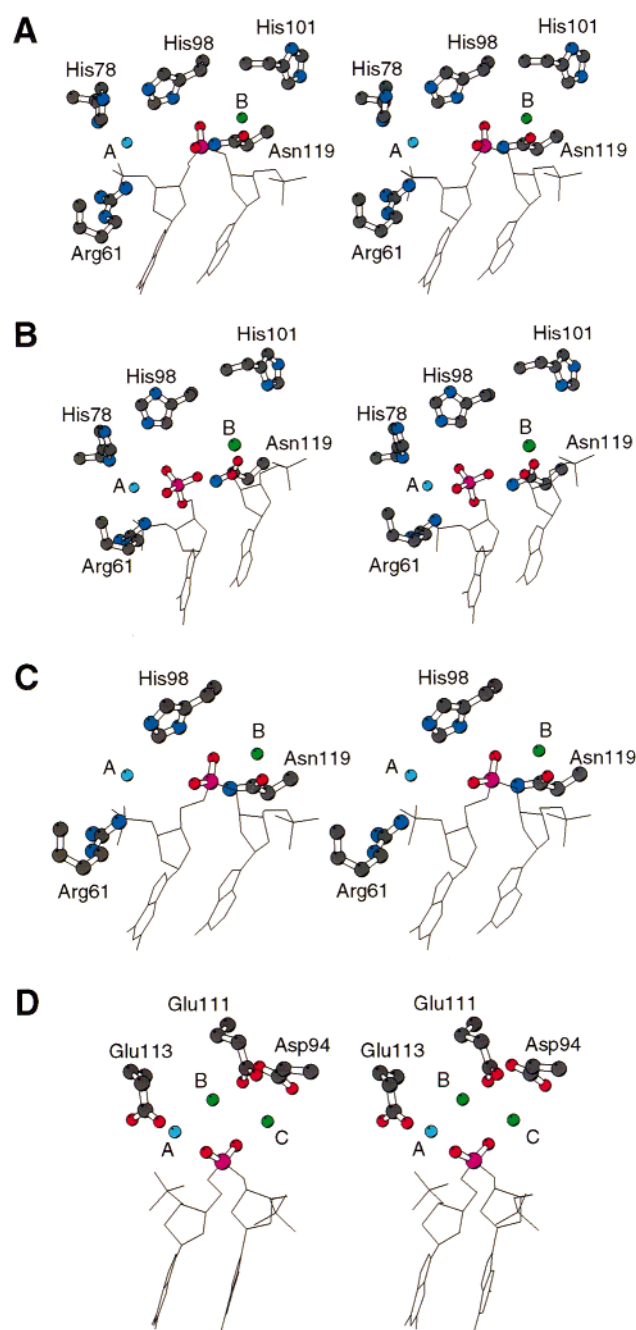 A
His98
His101
His98
His101
His78
His78
B
B
A
Asn119
A
Asn119
Arg61
Arg61
B
His101
His101
His98
His98
His78
B
His78
B
Asn119
Asn119
A
A
Arg61
Arg61
C
His98
His98
B
B
A
Asn119
A
Asn119
Arg61
Arg61
D
Glu111
Glu111
Glu113
Asp94
Glu113
Asp94
B
B
A
C
A
C